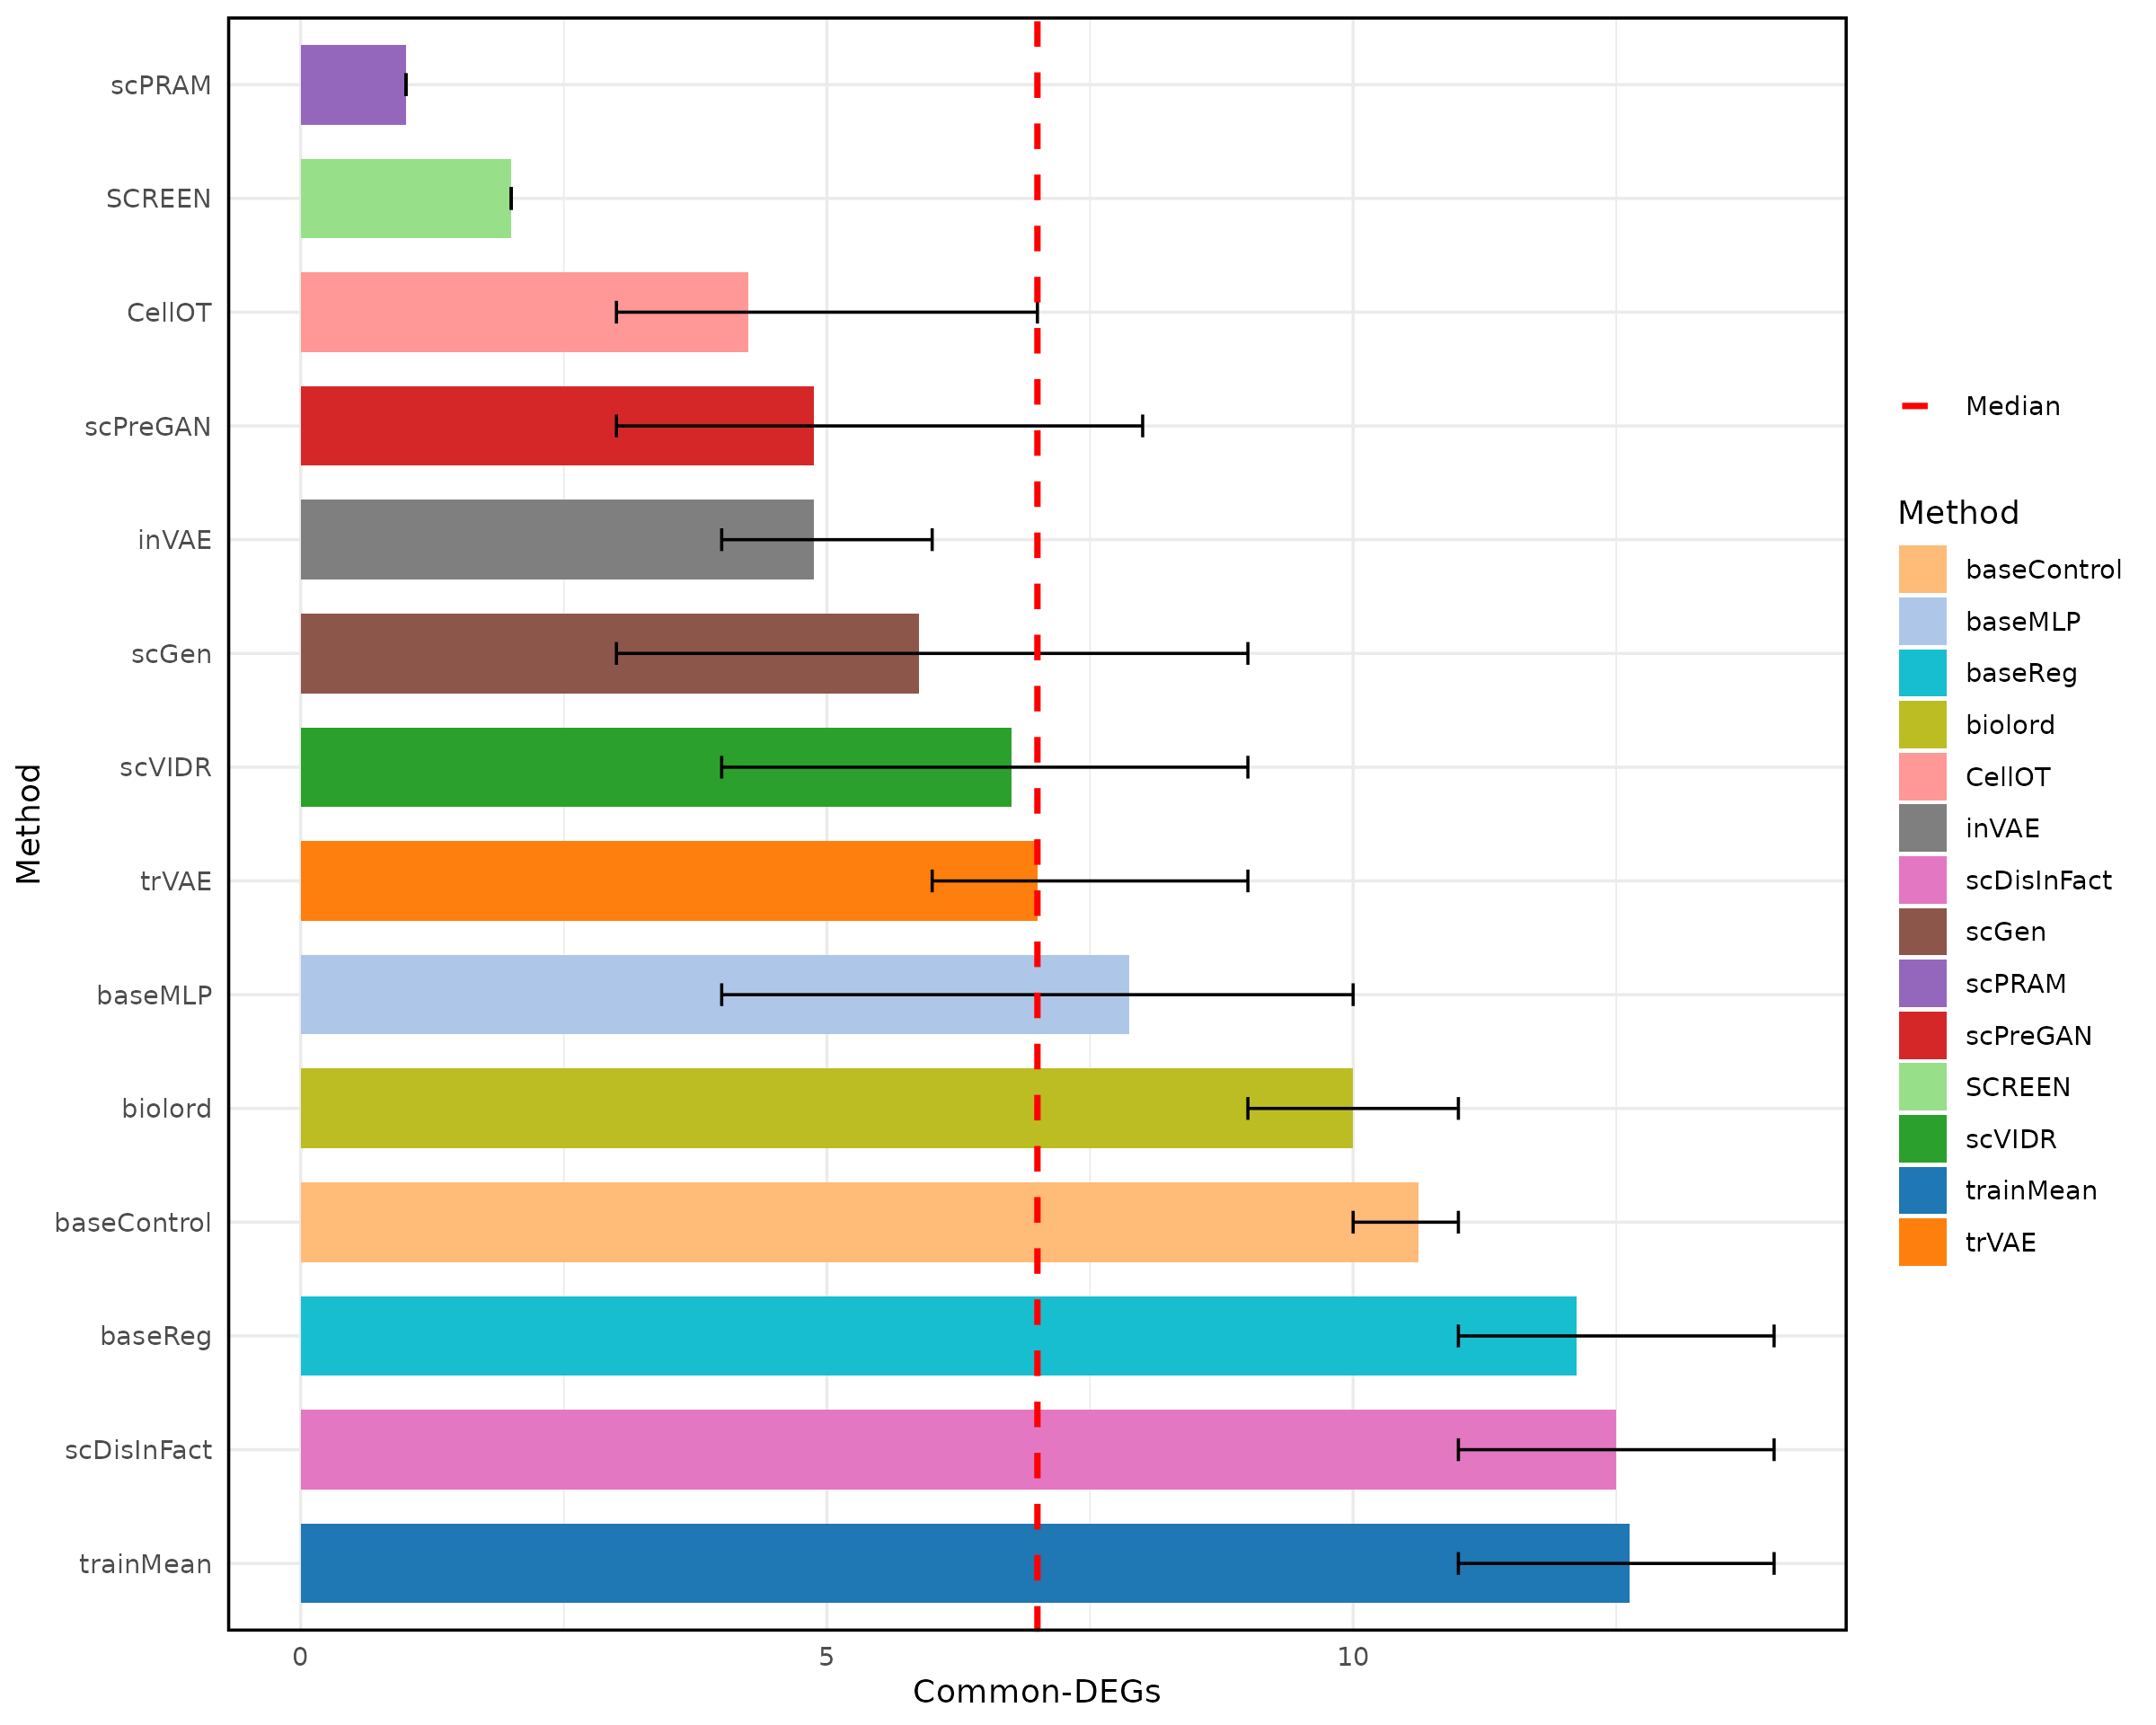 scPRAM
SCREEN
CellOT
scPreGAN
inVAE
scGen
scVIDR
trVAE
baseMLP
biolord
baseControl
baseReg
scDisInFact
trainMean
Method
0 5 10
Common-DEGs
Median
Method
baseControl
baseMLP
baseReg
biolord
CellOT
inVAE
scDisInFact
scGen
scPRAM
scPreGAN
SCREEN
scVIDR
trainMean
trVAE